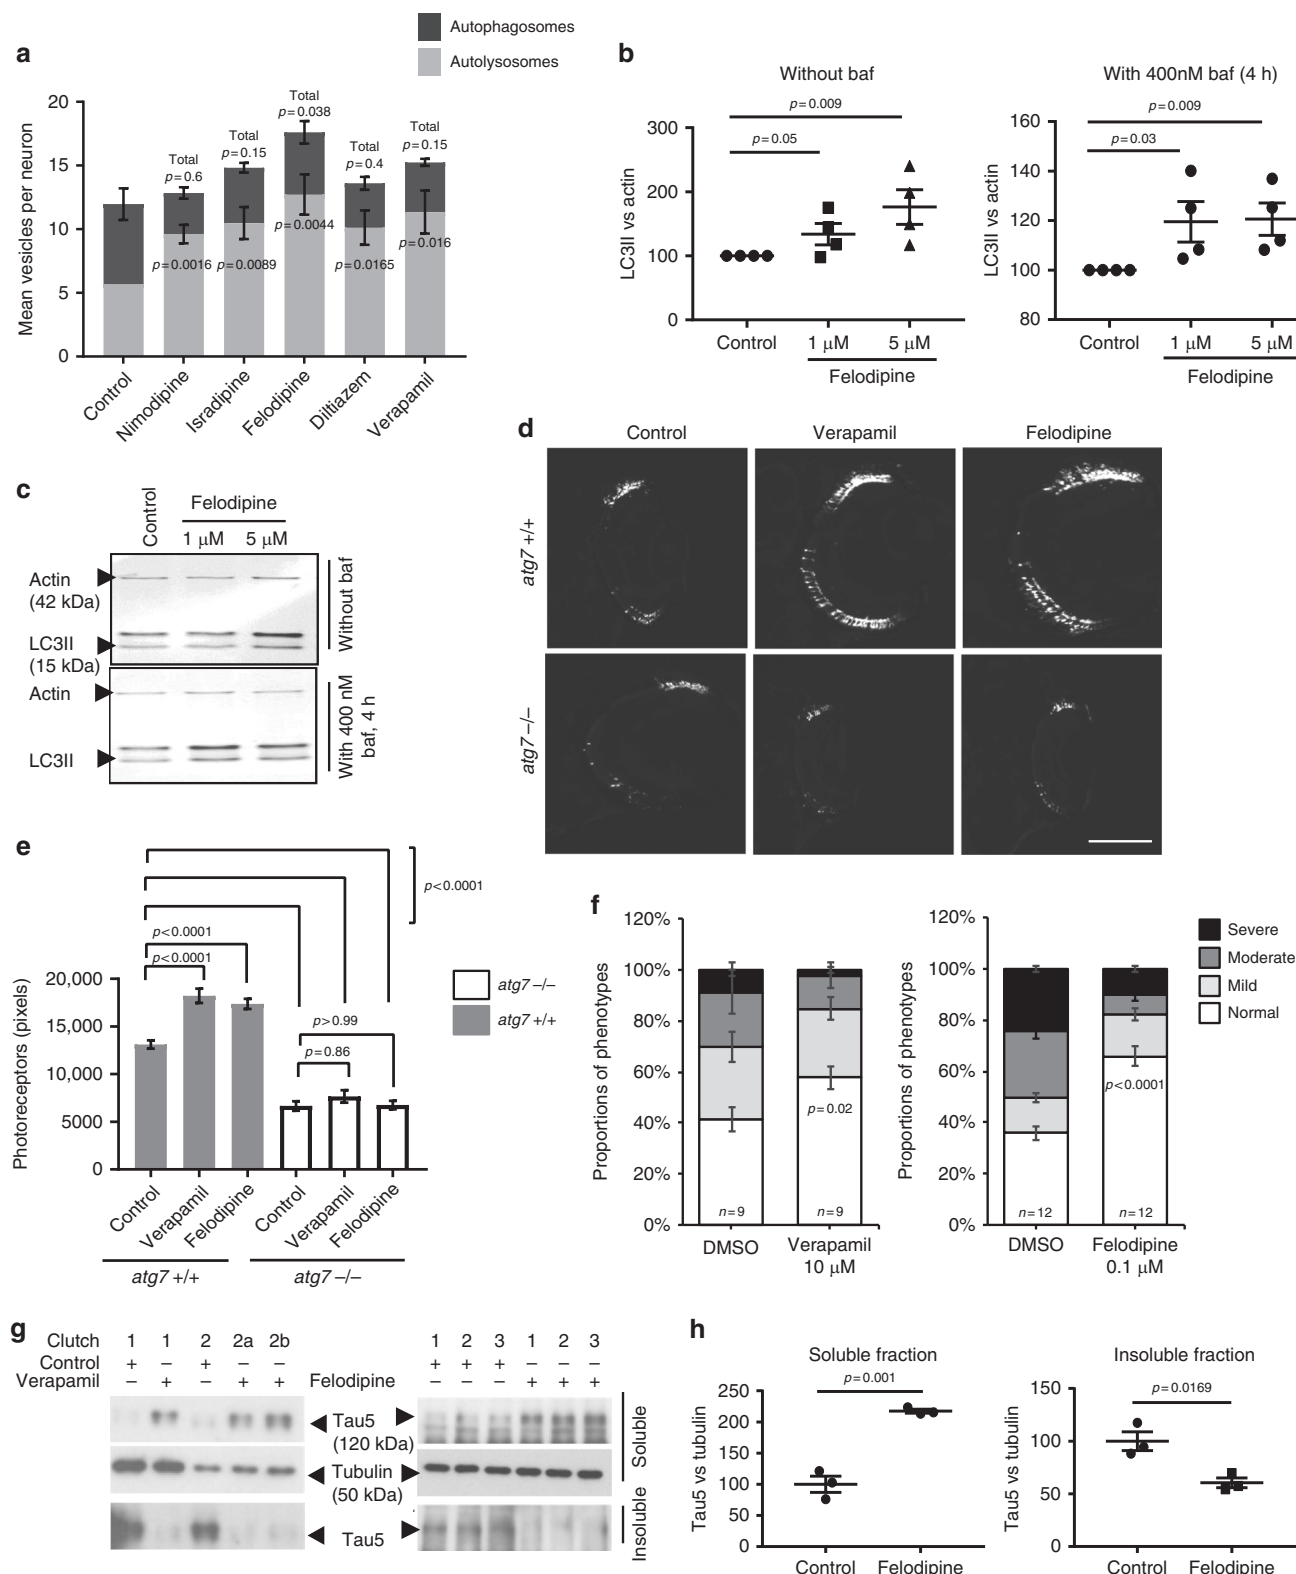 a
Autophagosomes
Autolysosomes
Mean vesicles per neuron
20
15
10
5
0
Total
p=0.6
Total
p=0.15
Total
p=0.038
Total
p=0.4
Total
p=0.15
p=0.0016
p=0.0089
p=0.0044
p=0.0165
p=0.016
Control
Nimodipine
Isradipine
Felodipine
Diltiazem
Verapamil
b
Without baf
LC3II vs actin
300
200
100
0
p=0.009
p=0.05
Control
1 μM
5 μM
Felodipine
With 400nM baf (4 h)
LC3II vs actin
160
140
120
100
80
p=0.009
p=0.03
Control
1 μM
5 μM
Felodipine
c
Control
Felodipine
1 μM
5 μM
Actin
(42 kDa)
LC3II
(15 kDa)
Without baf
Actin
LC3II
With 400 nM
baf, 4 h
d
Control
Verapamil
Felodipine
atg7 +/+
atg7 –/–
e
Photoreceptors (pixels)
20,000
15,000
10,000
5000
0
p<0.0001
p<0.0001
p<0.0001
p>0.99
p=0.86
atg7 –/–
atg7 +/+
Control
Verapamil
Felodipine
Control
Verapamil
Felodipine
atg7 +/+
atg7 –/–
f
Proportions of phenotypes
120%
100%
80%
60%
40%
20%
0%
p=0.02
n=9
n=9
DMSO
Verapamil
10 μM
Proportions of phenotypes
120%
100%
80%
60%
40%
20%
0%
p<0.0001
n=12
n=12
DMSO
Felodipine
0.1 μM
Severe
Moderate
Mild
Normal
g
Clutch 1 1 2 2a 2b
Control + – + – –
Verapamil – + – + +
1 2 3 1 2 3
+ + + – – –
Felodipine – – – + + +
Tau5
(120 kDa)
Tubulin
(50 kDa)
Tau5
Soluble
Insoluble
h
Soluble fraction
Tau5 vs tubulin
250
200
150
100
50
0
p=0.001
Control
Felodipine
Insoluble fraction
Tau5 vs tubulin
150
100
50
0
p=0.0169
Control
Felodipine